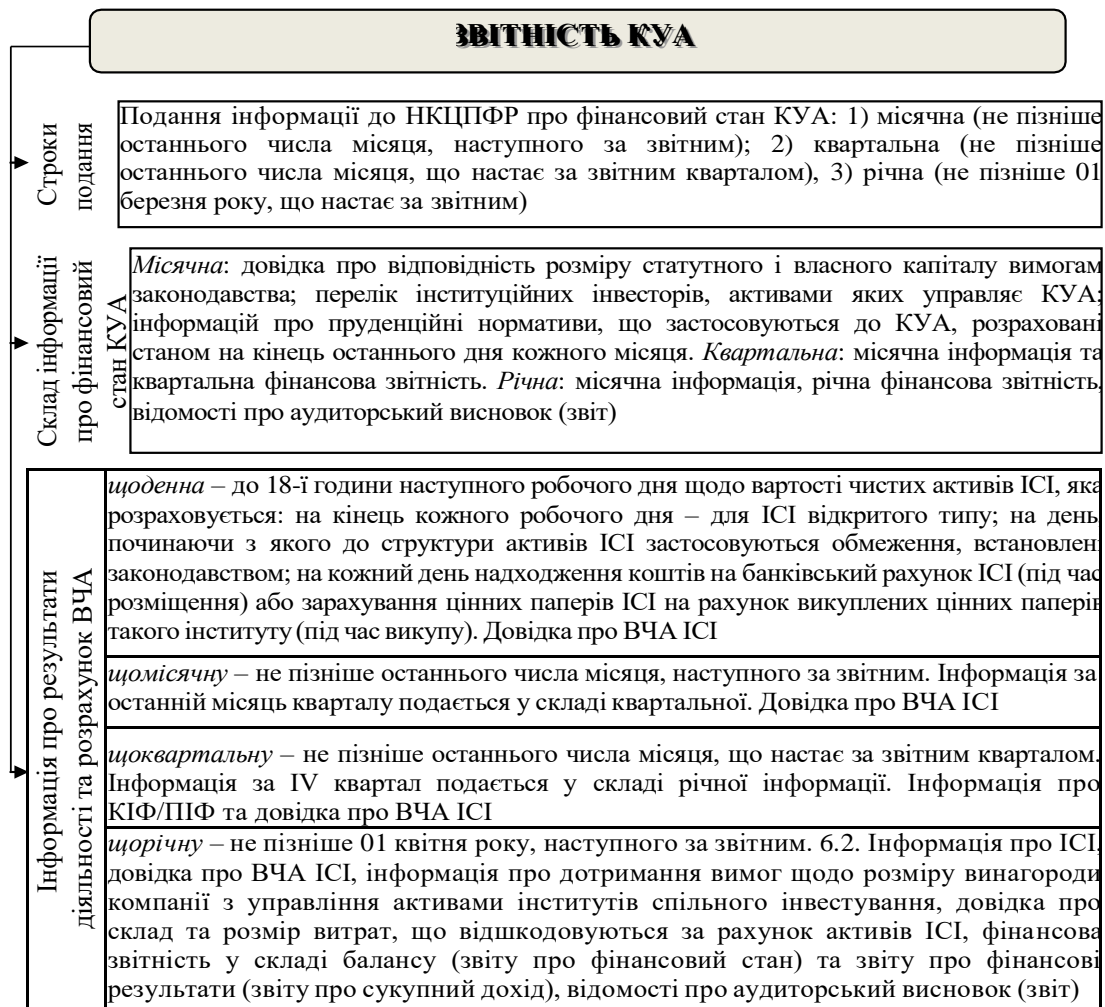 ЗВІТНІСТЬ КУА
Строки
подання
Подання інформації до НКЦПФР про фінансовий стан КУА: 1) місячна (не пізніше
останнього числа місяця, наступного за звітним); 2) квартальна (не пізніше
останнього числа місяця, що настає за звітним кварталом), 3) річна (не пізніше 01
березня року, що настає за звітним)
Склад інформації
про фінансовий
стан КУА
Місячна: довідка про відповідність розміру статутного і власного капіталу вимогам
законодавства; перелік інституційних інвесторів, активами яких управляє КУА;
інформацій про пруденційні нормативи, що застосовуються до КУА, розраховані
станом на кінець останнього дня кожного місяця. Квартальна: місячна інформація та
квартальна фінансова звітність. Річна: місячна інформація, річна фінансова звітність,
відомості про аудиторський висновок (звіт)
Інформація про результати
діяльності та розрахунок ВЧА
щоденна – до 18-ї години наступного робочого дня щодо вартості чистих активів ІСІ, яка
розраховується: на кінець кожного робочого дня – для ІСІ відкритого типу; на день,
починаючи з якого до структури активів ІСІ застосовуються обмеження, встановлені
законодавством; на кожний день надходження коштів на банківський рахунок ІСІ (під час
розміщення) або зарахування цінних паперів ІСІ на рахунок викуплених цінних паперів
такого інституту (під час викупу). Довідка про ВЧА ІСІ
щомісячну – не пізніше останнього числа місяця, наступного за звітним. Інформація за
останній місяць кварталу подається у складі квартальної. Довідка про ВЧА ІСІ
щоквартальну – не пізніше останнього числа місяця, що настає за звітним кварталом.
Інформація за IV квартал подається у складі річної інформації. Інформація про
КІФ/ПІФ та довідка про ВЧА ІСІ
щорічну – не пізніше 01 квітня року, наступного за звітним. 6.2. Інформація про ІСІ,
довідка про ВЧА ІСІ, інформація про дотримання вимог щодо розміру винагороди
компанії з управління активами інститутів спільного інвестування, довідка про
склад та розмір витрат, що відшкодовуються за рахунок активів ІСІ, фінансова
звітність у складі балансу (звіту про фінансовий стан) та звіту про фінансові
результати (звіту про сукупний дохід), відомості про аудиторський висновок (звіт)